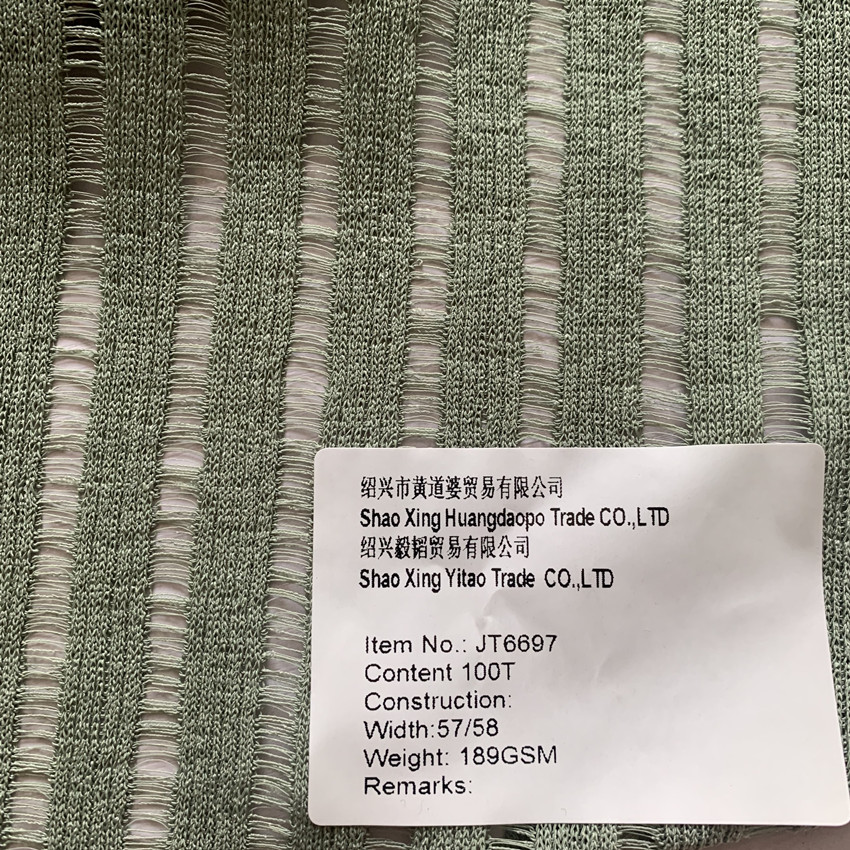 绍兴市黄道婆贸易有限公司
Shao Xing Huangdaopo Trade CO.,LTD
绍兴毅韬贸易有限公司
Shao Xing Yitao Trade CO.,LTD
Item No.: JT6697
Content 100T
Construction:
Width:57/58
Weight: 189GSM
Remarks: